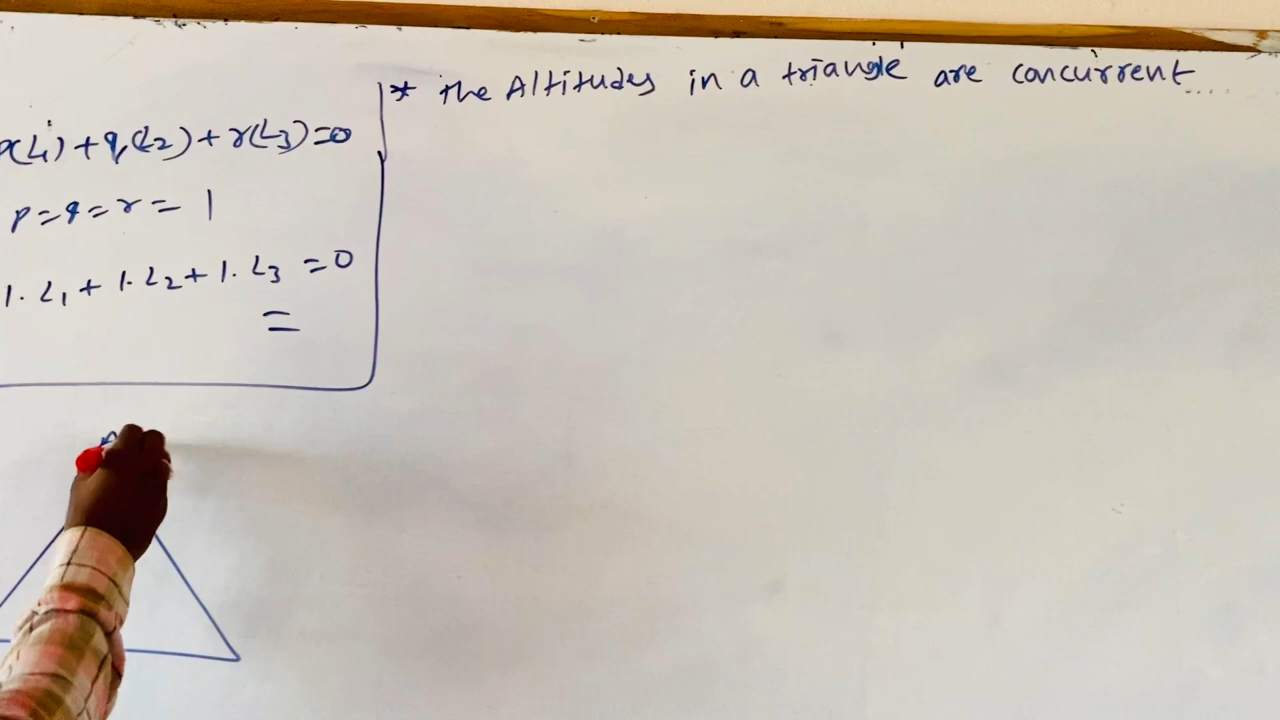 * the Altitudes in a triangle are concurrent....
p(L1)+q(L2)+r(L3)=0
p=q=r=1
1. L1 + 1. L2 + 1. L3 =0
=
A